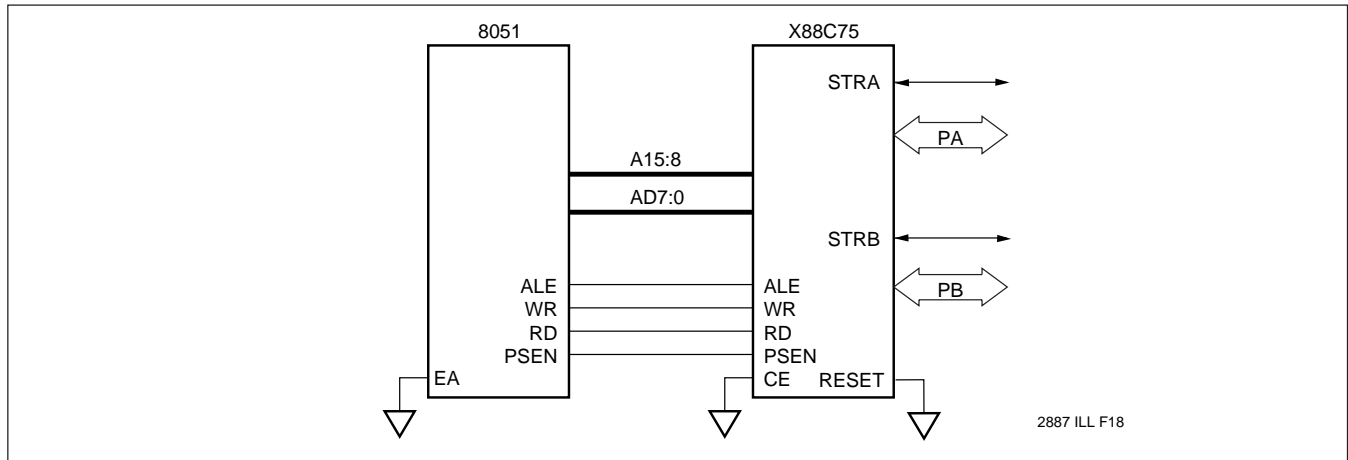 8051
X88C75
STRA
PA
A15:8
AD7:0
STRB
PB
ALE
ALE
WR
WR
RD
RD
PSEN
PSEN
EA
CE
RESET
2887 ILL F18